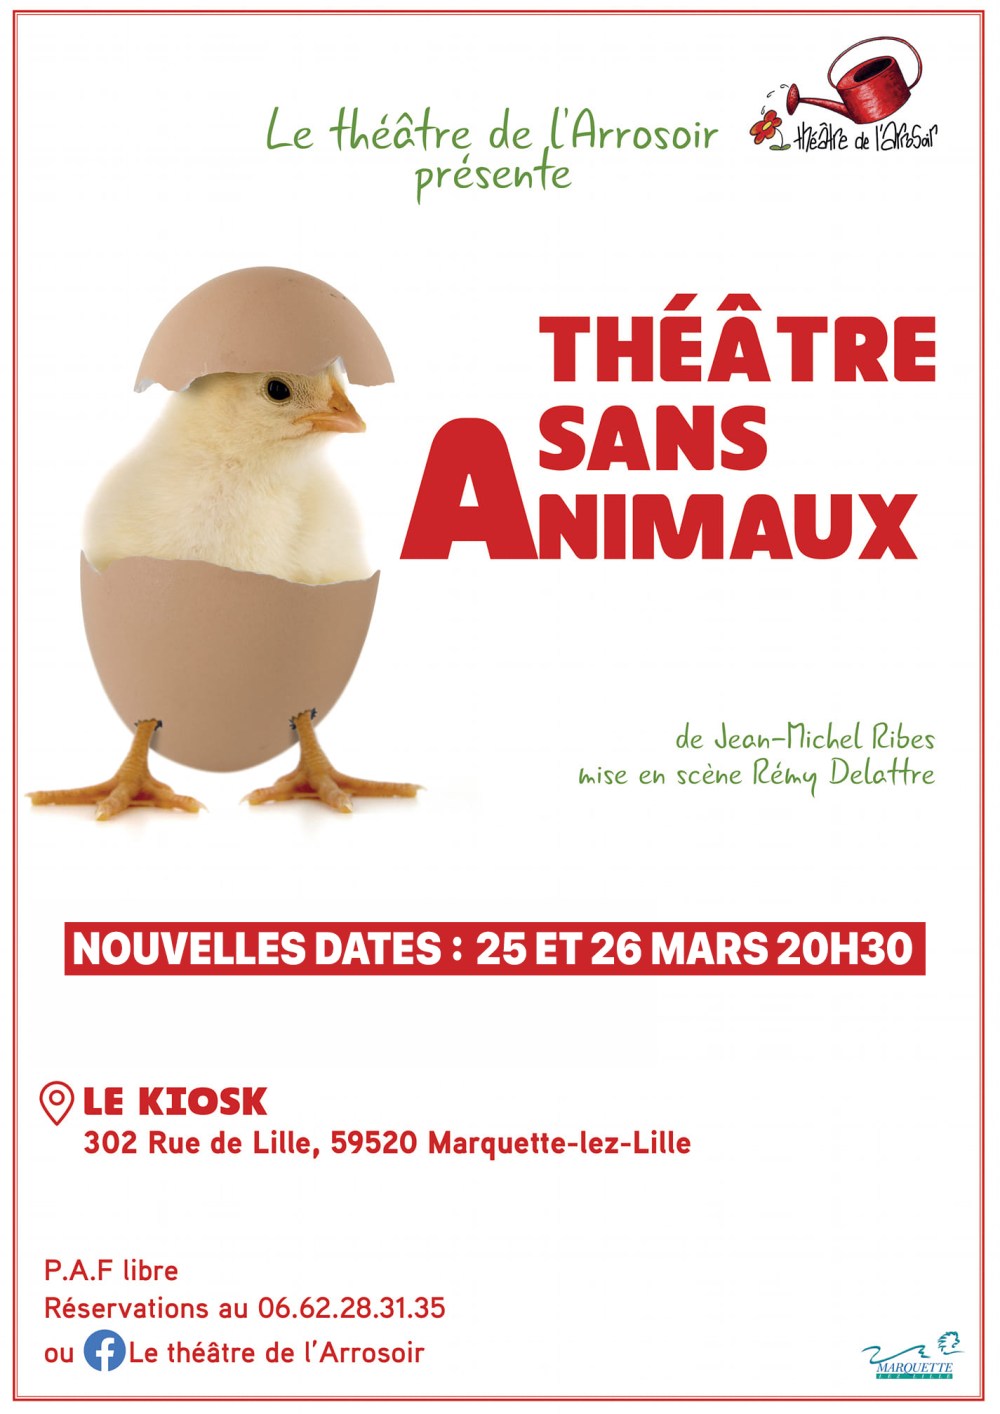 Le théâtre de l'Arrosoir
présente
théâtre de l'arrosoir
THÉÂTRE
SANS
ANIMAUX
de Jean-Michel Ribes
mise en scène Rémy Delattre
NOUVELLES DATES : 25 ET 26 MARS 20H30
LE KIOSK
302 Rue de Lille, 59520 Marquette-lez-Lille
P.A.F libre
Réservations au 06.62.28.31.35
ou Le théâtre de l'Arrosoir
MARQUETTE
LEZ LILLE